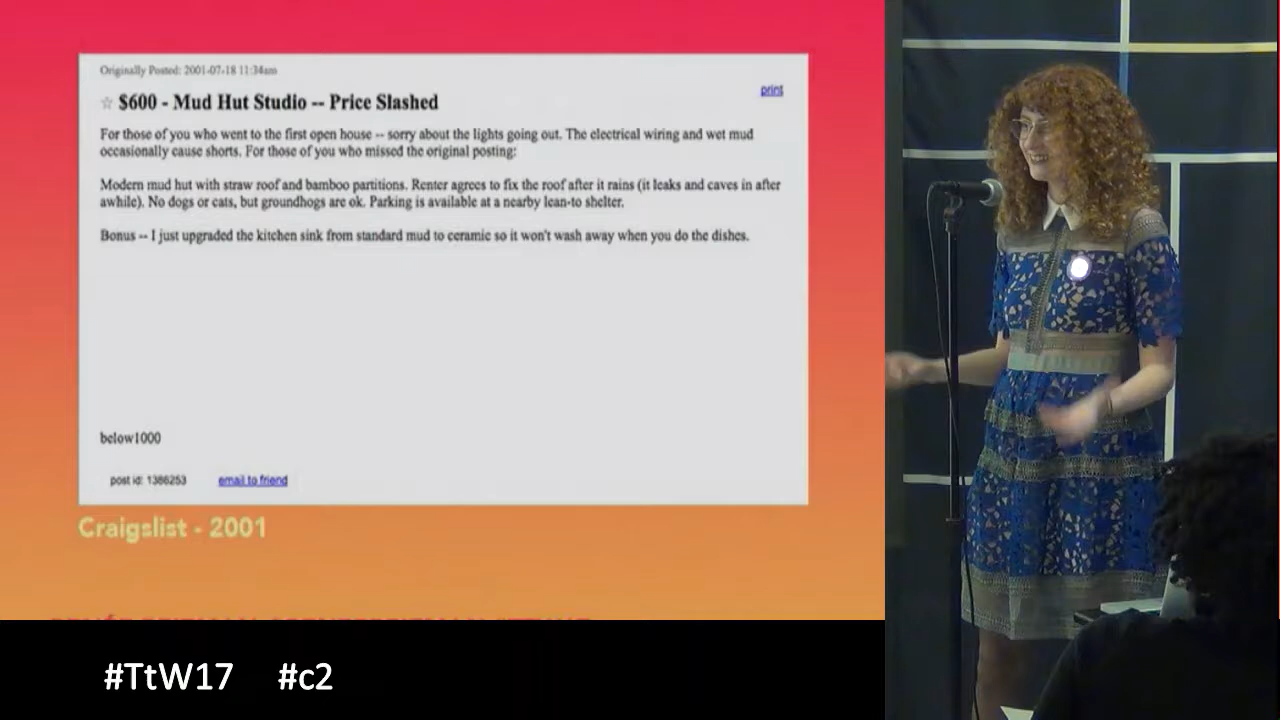 Originally Posted: 2001-07-18 11:34am
print
☆ $600 - Mud Hut Studio -- Price Slashed
For those of you who went to the first open house -- sorry about the lights going out. The electrical wiring and wet mud
occasionally cause shorts. For those of you who missed the original posting:
Modern mud hut with straw roof and bamboo partitions. Renter agrees to fix the roof after it rains (it leaks and caves in after
awhile). No dogs or cats, but groundhogs are ok. Parking is available at a nearby lean-to shelter.
Bonus -- I just upgraded the kitchen sink from standard mud to ceramic so it won't wash away when you do the dishes.
below1000
post id: 1386253 email to friend
Craigslist - 2001
#TtW17 #c2